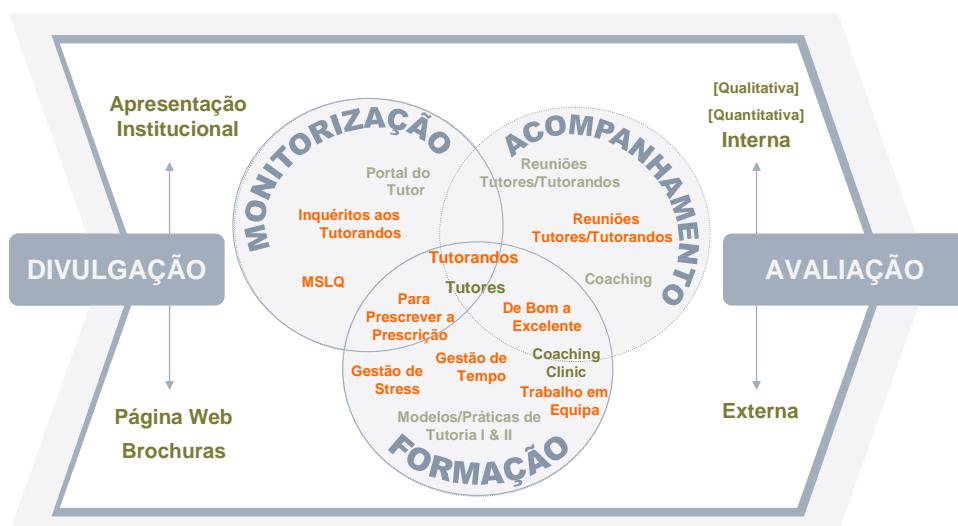 Apresentação
Institucional
DIVULGAÇÃO
Página Web
Brochuras
MONITORIZAÇÃO
Portal do
Tutor
Inquéritos aos
Tutorandos
MSLQ
ACOMPANHAMENTO
Reuniões
Tutores/Tutorandos
Reuniões
Tutores/Tutorandos
Coaching
Tutorandos
Tutores
Para
Prescrever a
Prescrição
De Bom a
Excelente
Gestão de
Stress
Gestão de
Tempo
Coaching
Clinic
Trabalho em
Equipa
Modelos/Práticas de
Tutoria I & II
FORMAÇÃO
[Qualitativa]
[Quantitativa]
Interna
AVALIAÇÃO
Externa